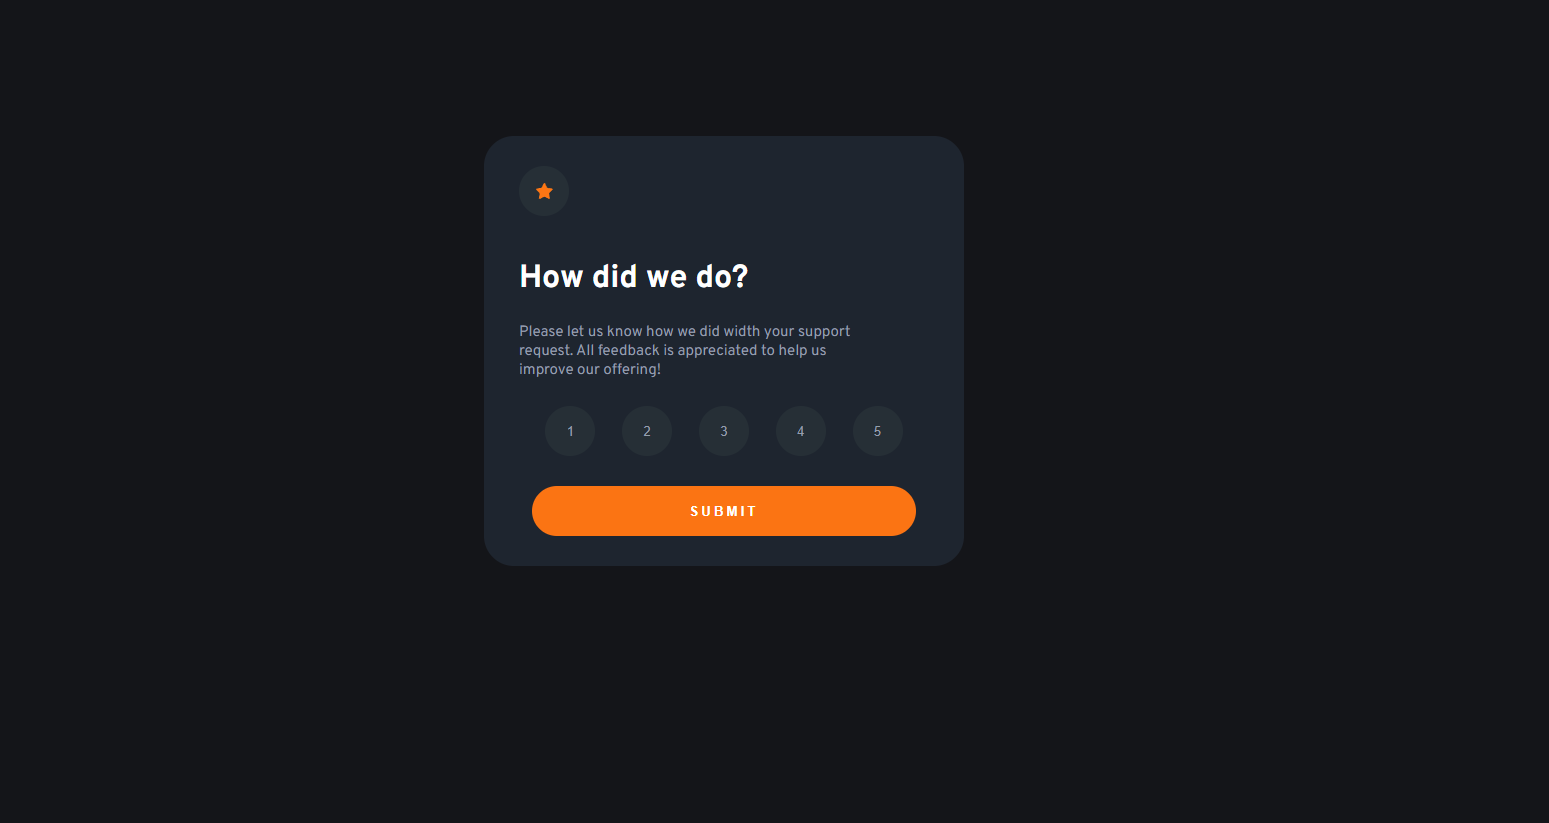 How did we do?
Please let us know how we did width your support
request. All feedback is appreciated to help us
improve our offering!
1 2 3 4 5
SUBMIT